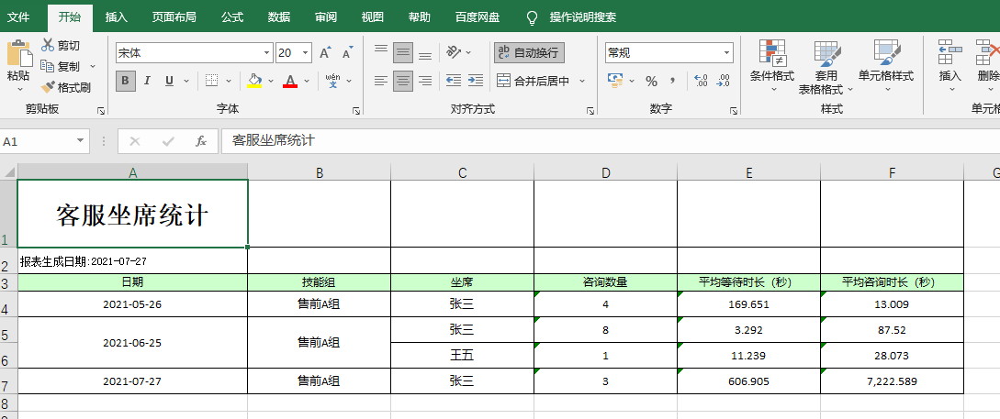 文件 开始 插入 页面布局 公式 数据 审阅 视图 帮助 百度网盘 操作说明搜索
剪切
宋体 20 A A
ab 自动换行
常规
粘贴
复制
格式刷
B I U A wén 文
合并后居中
% , .00
条件格式
套用
表格格式
单元格样式
插入
删除
剪贴板 字体 对齐方式 数字 样式 单元格
A1 fx 客服坐席统计
A B C D E F G
1 客服坐席统计
2 报表生成日期:2021-07-27
3 日期 技能组 坐席 咨询数量 平均等待时长（秒） 平均咨询时长（秒）
4 2021-05-26 售前A组 张三 4 169.651 13.009
5 2021-06-25 售前A组 张三 8 3.292 87.52
6 王五 1 11.239 28.073
7 2021-07-27 售前A组 张三 3 606.905 7,222.589
8
9